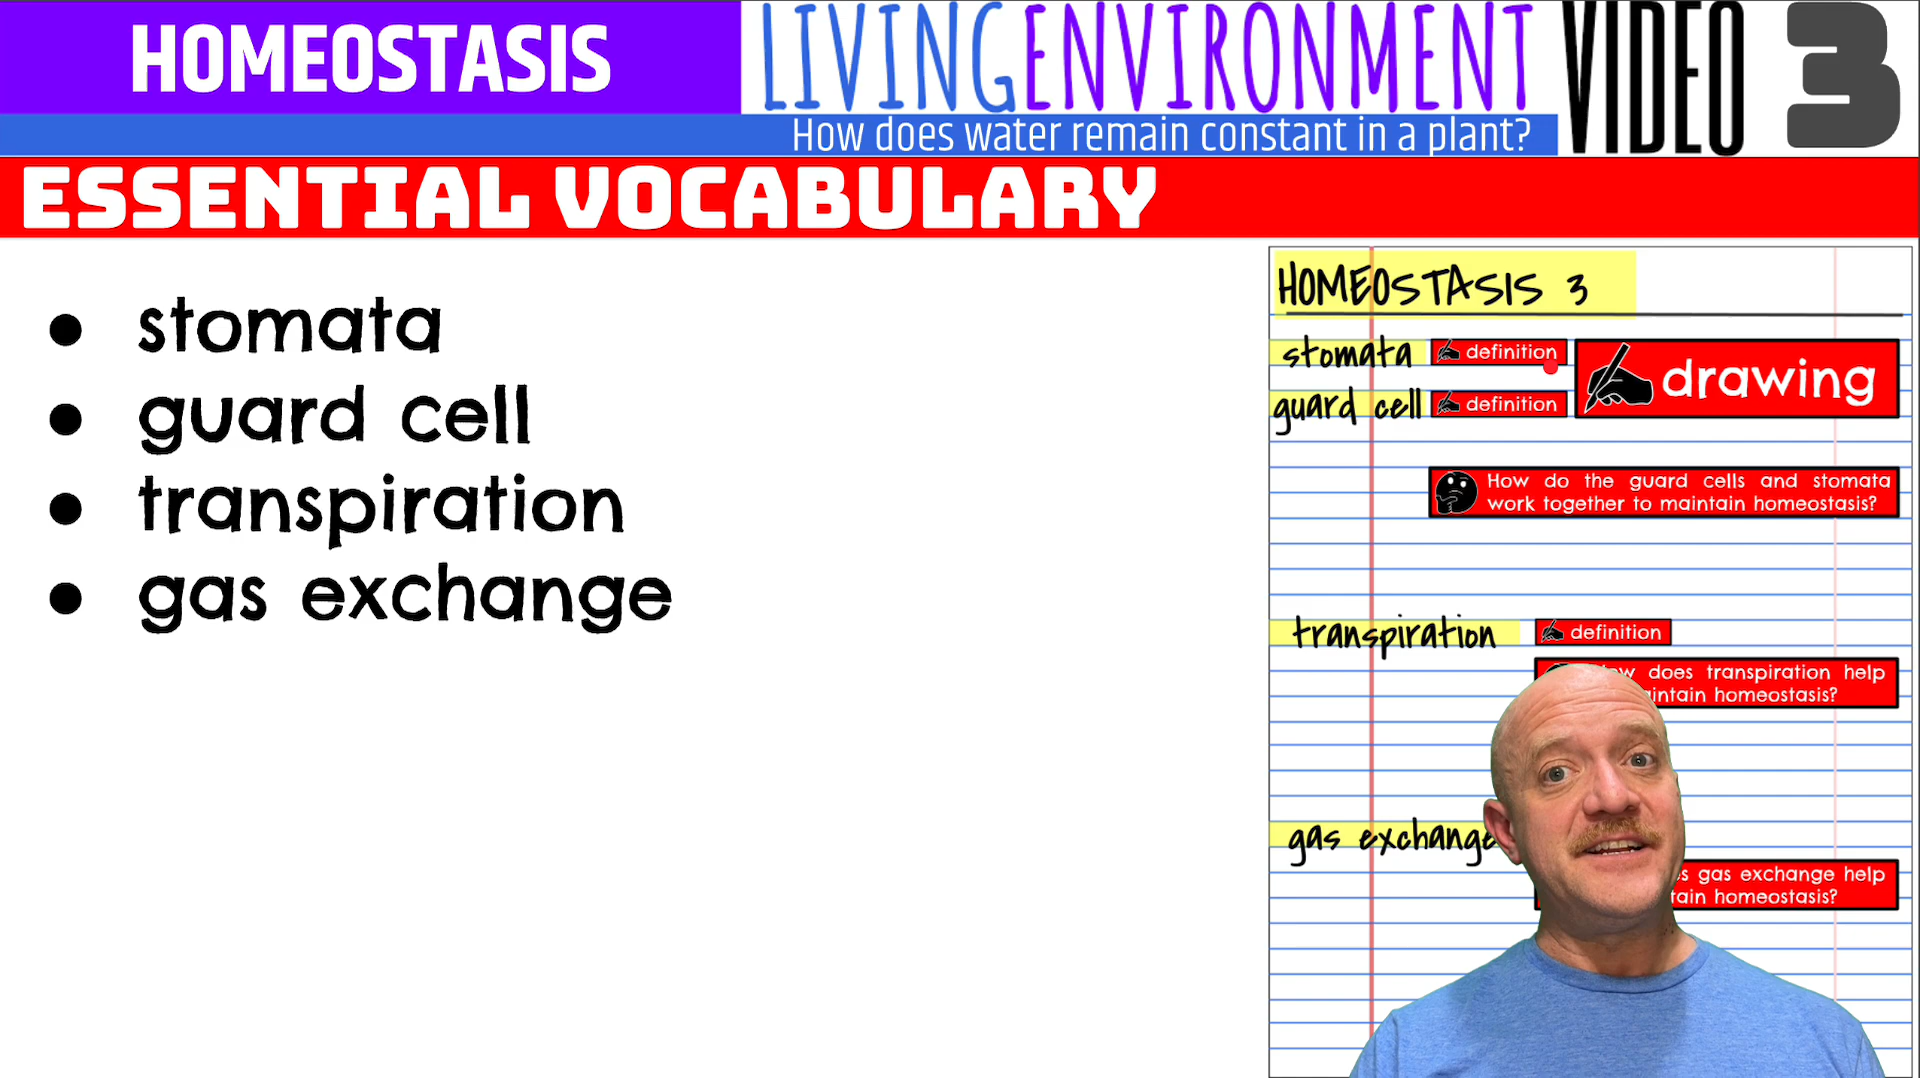 HOMEOSTASIS
LIVINGENVIRONMENT
VIDEO 3
How does water remain constant in a plant?
ESSENTIAL VOCABULARY
● stomata
● guard cell
● transpiration
● gas exchange
HOMEOSTASIS 3
stomata definition
drawing
guard cell definition
How do the guard cells and stomata
work together to maintain homeostasis?
transpiration definition
does transpiration help
homeostasis?
gas exchange
gas exchange help
homeostasis?